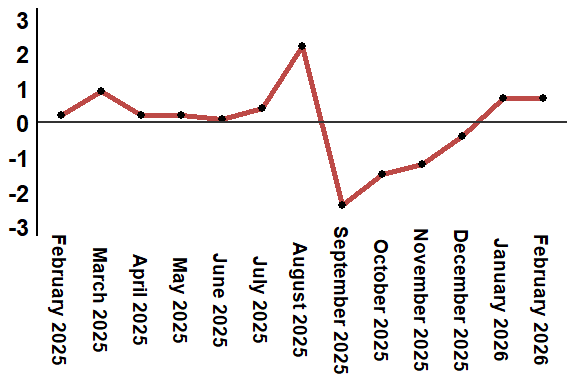 3
2
1
0
-1
-2
-3
February 2025
March 2025
April 2025
May 2025
June 2025
July 2025
August 2025
September 2025
October 2025
November 2025
December 2025
January 2026
February 2026